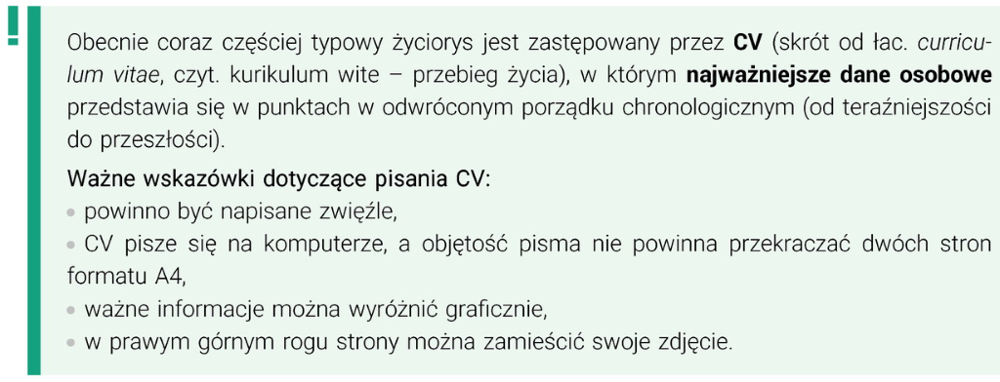 Obecnie coraz częściej typowy życiorys jest zastępowany przez CV (skrót od łac. curricu-
lum vitae, czyt. kurikulum wite – przebieg życia), w którym najważniejsze dane osobowe
przedstawia się w punktach w odwróconym porządku chronologicznym (od teraźniejszości
do przeszłości).
Ważne wskazówki dotyczące pisania CV:
• powinno być napisane zwięźle,
• CV pisze się na komputerze, a objętość pisma nie powinna przekraczać dwóch stron
formatu A4,
• ważne informacje można wyróżnić graficznie,
• w prawym górnym rogu strony można zamieścić swoje zdjęcie.